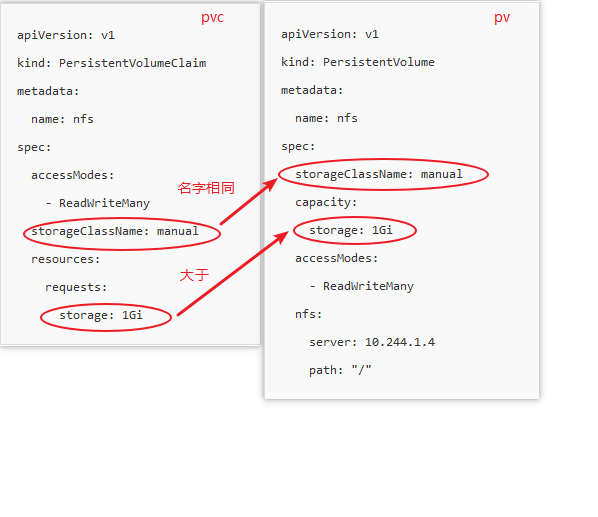 pvc
apiVersion: v1
kind: PersistentVolumeClaim
metadata:
  name: nfs
spec:
  accessModes:
    - ReadWriteMany
  storageClassName: manual
  resources:
    requests:
      storage: 1Gi
名字相同
大于
pv
apiVersion: v1
kind: PersistentVolume
metadata:
  name: nfs
spec:
  storageClassName: manual
  capacity:
    storage: 1Gi
  accessModes:
    - ReadWriteMany
  nfs:
    server: 10.244.1.4
    path: "/"